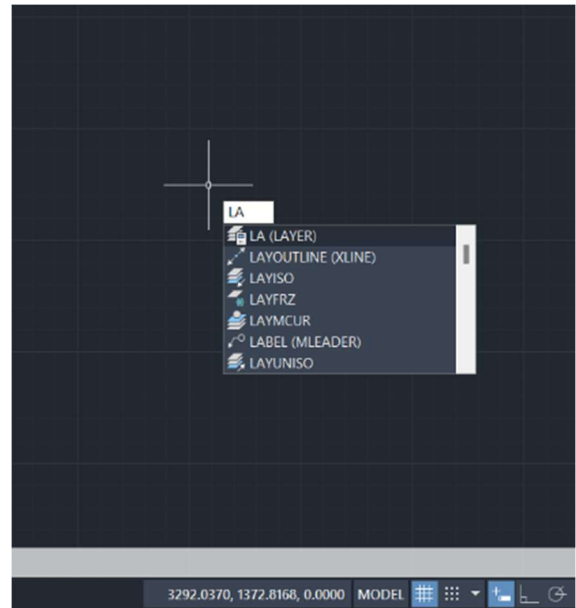 LA
LA (LAYER)
LAYOUTLINE (XLINE)
LAYISO
LAYFRZ
LAYMCUR
LABEL (MLEADER)
LAYUNISO
3292.0370, 1372.8168, 0.0000 MODEL